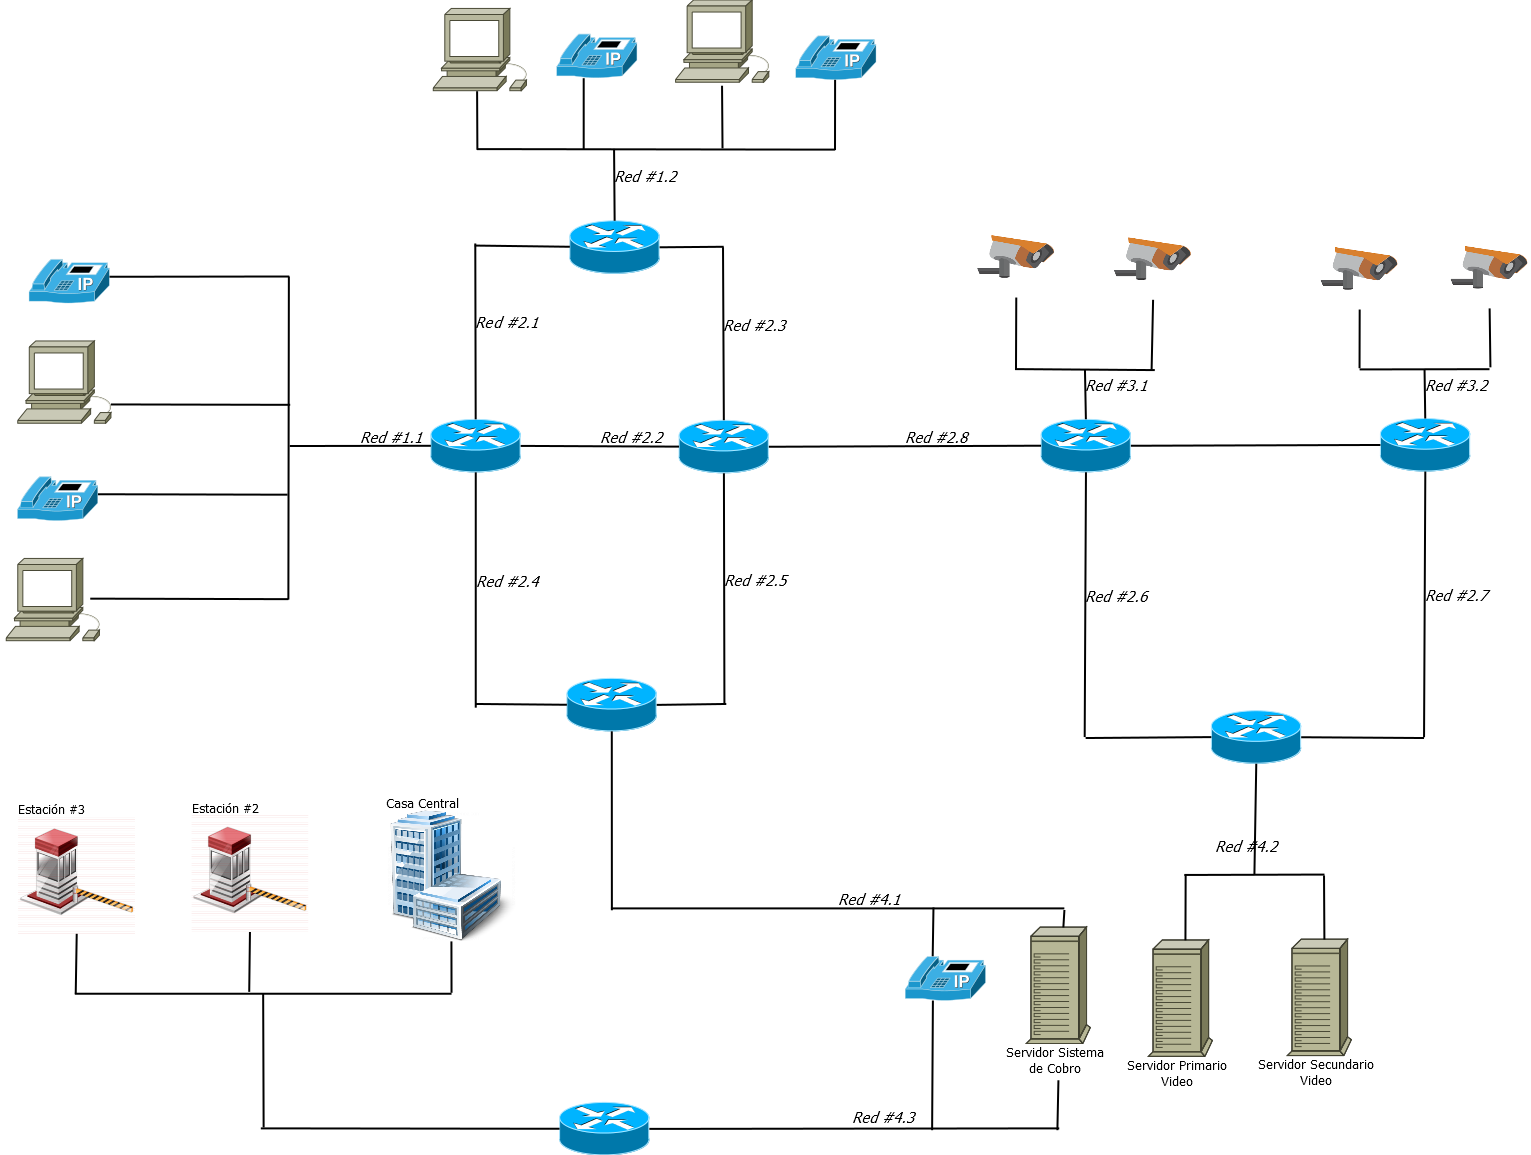 IP
IP
Red #1.2
IP
Red #2.1
Red #2.3
Red #3.1
Red #3.2
Red #1.1
Red #2.2
Red #2.8
IP
Red #2.4
Red #2.5
Red #2.6
Red #2.7
Estación #3
Estación #2
Casa Central
Red #4.2
Red #4.1
IP
Servidor Sistema
de Cobro
Servidor Primario
Video
Servidor Secundario
Video
Red #4.3